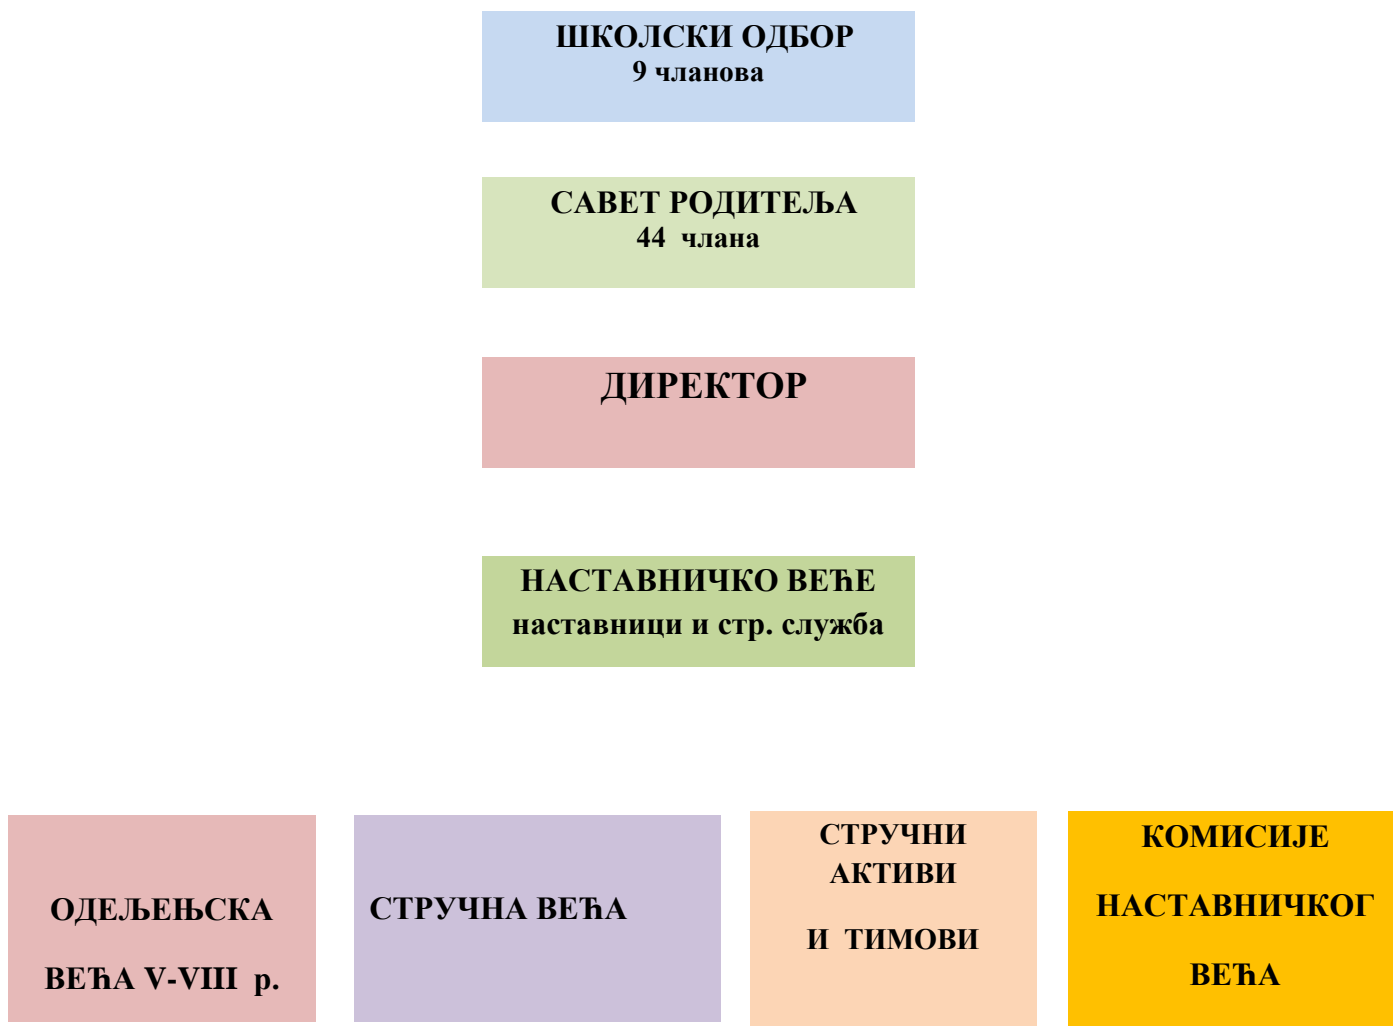 ШКОЛСКИ ОДБОР
9 чланова
САВЕТ РОДИТЕЉА
44 члана
ДИРЕКТОР
НАСТАВНИЧКО ВЕЋЕ
наставници и стр. служба
ОДЕЉЕЊСКА
ВЕЋА V-VIII р.
СТРУЧНА ВЕЋА
СТРУЧНИ
АКТИВИ
И ТИМОВИ
КОМИСИЈЕ
НАСТАВНИЧКОГ
ВЕЋА